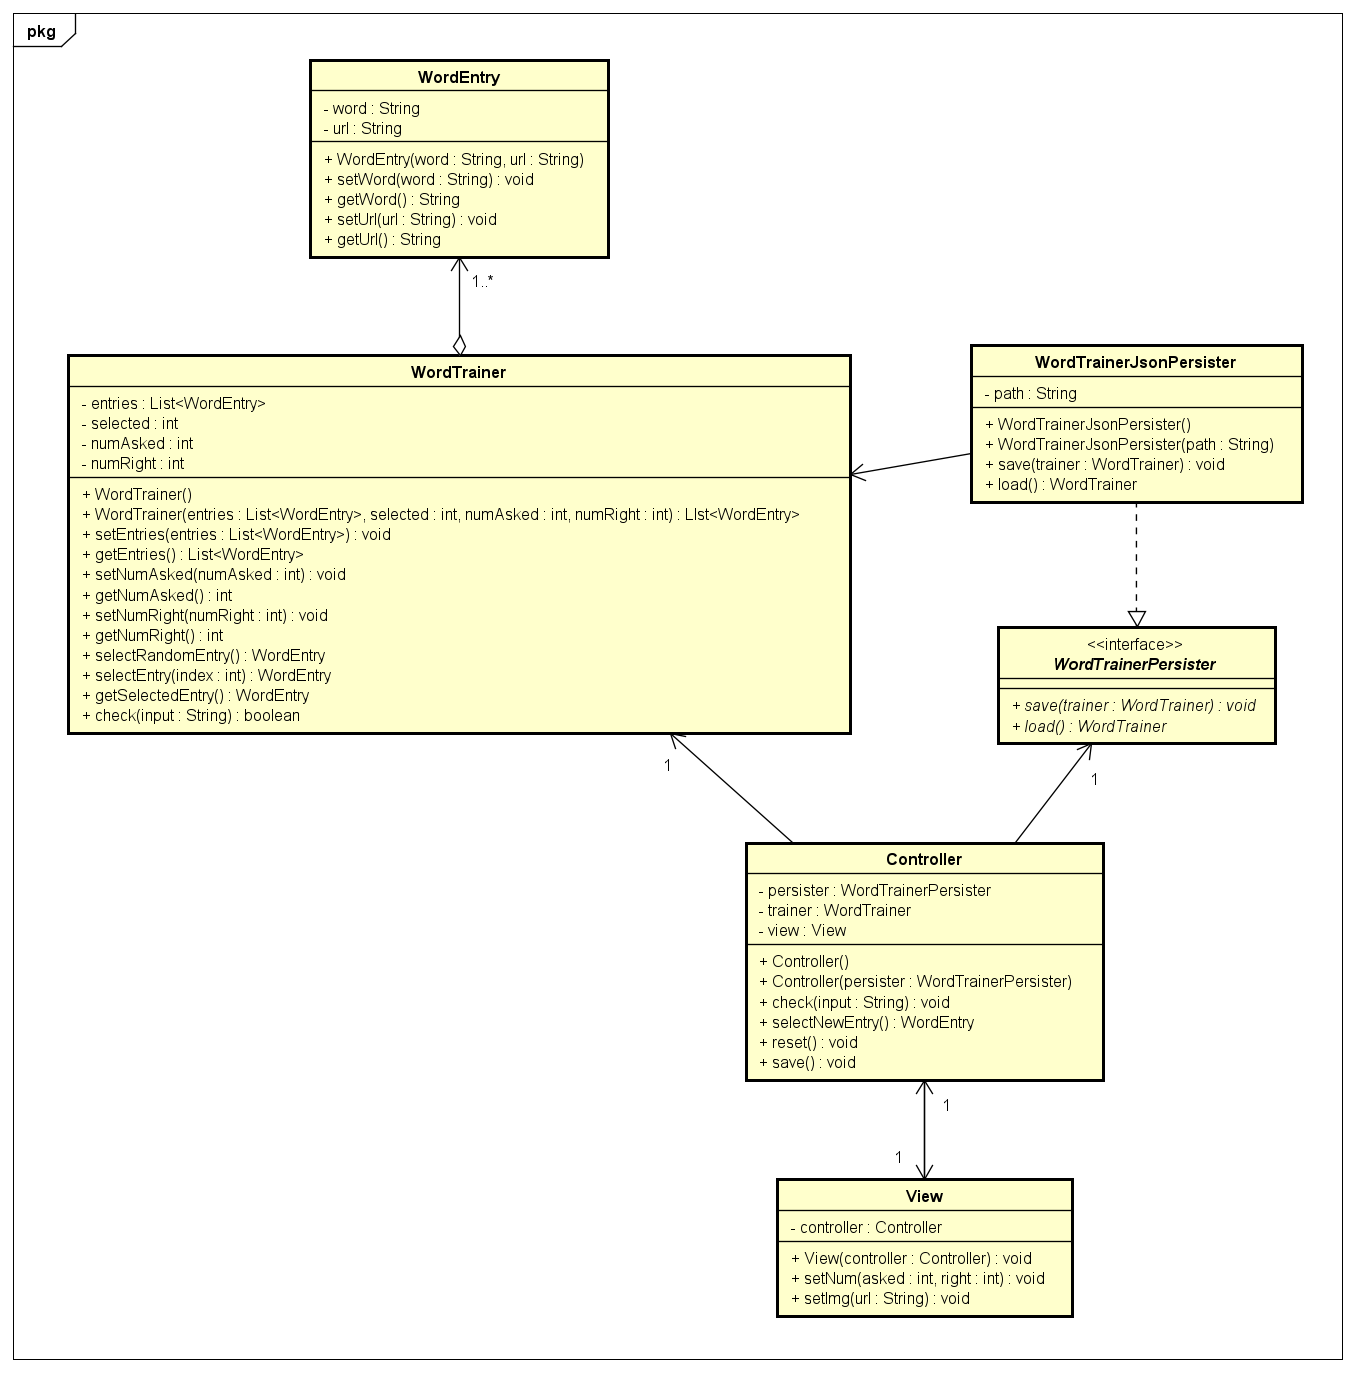 pkg
WordEntry
- word : String
- url : String
+ WordEntry(word : String, url : String)
+ setWord(word : String) : void
+ getWord() : String
+ setUrl(url : String) : void
+ getUrl() : String
1..*
WordTrainer
- entries : List<WordEntry>
- selected : int
- numAsked : int
- numRight : int
+ WordTrainer()
+ WordTrainer(entries : List<WordEntry>, selected : int, numAsked : int, numRight : int) : LIst<WordEntry>
+ setEntries(entries : List<WordEntry>) : void
+ getEntries() : List<WordEntry>
+ setNumAsked(numAsked : int) : void
+ getNumAsked() : int
+ setNumRight(numRight : int) : void
+ getNumRight() : int
+ selectRandomEntry() : WordEntry
+ selectEntry(index : int) : WordEntry
+ getSelectedEntry() : WordEntry
+ check(input : String) : boolean
WordTrainerJsonPersister
- path : String
+ WordTrainerJsonPersister()
+ WordTrainerJsonPersister(path : String)
+ save(trainer : WordTrainer) : void
+ load() : WordTrainer
<<interface>>
WordTrainerPersister
+ save(trainer : WordTrainer) : void
+ load() : WordTrainer
1
1
Controller
- persister : WordTrainerPersister
- trainer : WordTrainer
- view : View
+ Controller()
+ Controller(persister : WordTrainerPersister)
+ check(input : String) : void
+ selectNewEntry() : WordEntry
+ reset() : void
+ save() : void
1
1
View
- controller : Controller
+ View(controller : Controller) : void
+ setNum(asked : int, right : int) : void
+ setImg(url : String) : void